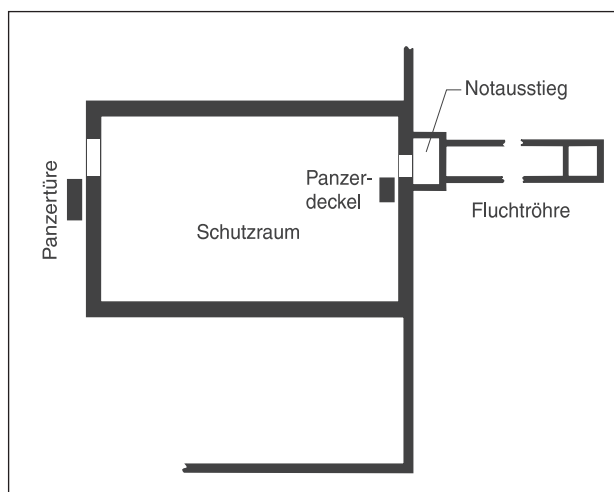 Notausstieg
Panzertüre
Panzer-
deckel
Schutzraum
Fluchtröhre